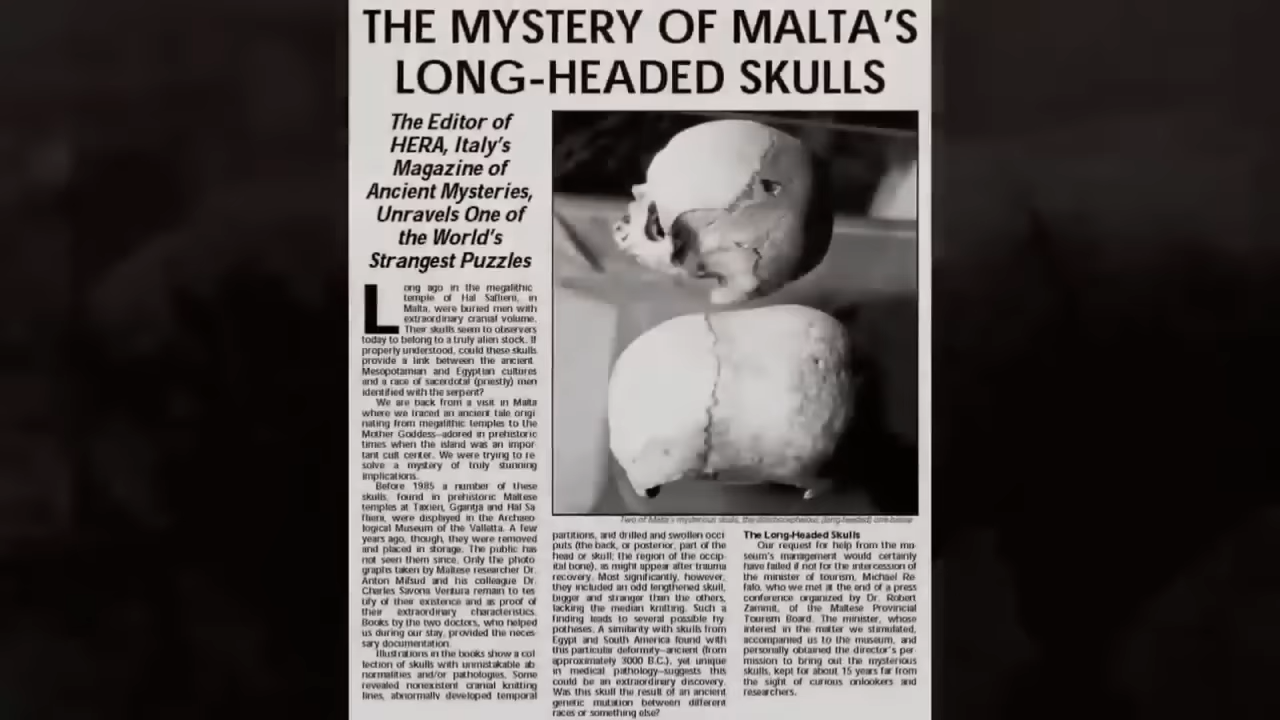 THE MYSTERY OF MALTA'S
LONG-HEADED SKULLS
The Editor of
HERA, Italy's
Magazine of
Ancient Mysteries,
Unravels One of
the World's
Strangest Puzzles
Long ago in the megalithic
temple of Hal Saflieni, in
Malta, were buried men with
extraordinary cranial volume.
Their skulls seem to observers
today to belong to a truly alien stock. If
properly understood, could these skulls
provide a link between the ancient
Mesopotamian and Egyptian cultures
and a race of sacerdotal (priestly) men
identified with the serpent?
We are back from a visit in Malta
where we traced an ancient tale origi
nating from megalithic temples to the
Mother Goddess—adored in prehistoric
times when the island was an impor
tant cult center. We were trying to re
solve a mystery of truly stunning
implications.
Before 1985 a number of these
skulls, found in prehistoric Maltese
temples at Taxien, Ggantja and Hal Sa
flieni, were displayed in the Archaeo
logical Museum of the Valletta. A few
years ago, though, they were removed
and placed in storage. The public has
not seen them since. Only the photo
graphs taken by Maltese researcher Dr.
Anton Mifsud and his colleague Dr.
Charles Savona Ventura remain to tes
tify of their existence and as proof of
their extraordinary characteristics.
Books by the two doctors, who helped
us during our stay, provided the neces
sary documentation.
Illustrations in the books show a col
lection of skulls with unmistakable ab
normalities and/or pathologies. Some
revealed nonexistent cranial knitting
lines, abnormally developed temporal
Two of Malta's mysterious skulls, the dolichocephalous (long-headed) one below
partitions, and drilled and swollen occi
puts (the back, or posterior, part of the
head or skull; the region of the occip
ital bone), as might appear after trauma
recovery. Most significantly, however,
they included an odd lengthened skull,
bigger and stranger than the others,
lacking the median knitting. Such a
finding leads to several possible hy
potheses. A similarity with skulls from
Egypt and South America found with
this particular deformity—ancient (from
approximately 3000 B.C.), yet unique
in medical pathology—suggests this
could be an extraordinary discovery.
Was this skull the result of an ancient
genetic mutation between different
races or something else?
The Long-Headed Skulls
Our request for help from the mu
seum's management would certainly
have failed if not for the intercession of
the minister of tourism, Michael Re
falo, who we met at the end of a press
conference organized by Dr. Robert
Zammit, of the Maltese Provincial
Tourism Board. The minister, whose
interest in the matter we stimulated,
accompanied us to the museum, and
personally obtained the director's per
mission to bring out the mysterious
skulls, kept for about 15 years far from
the sight of curious onlookers and
researchers.